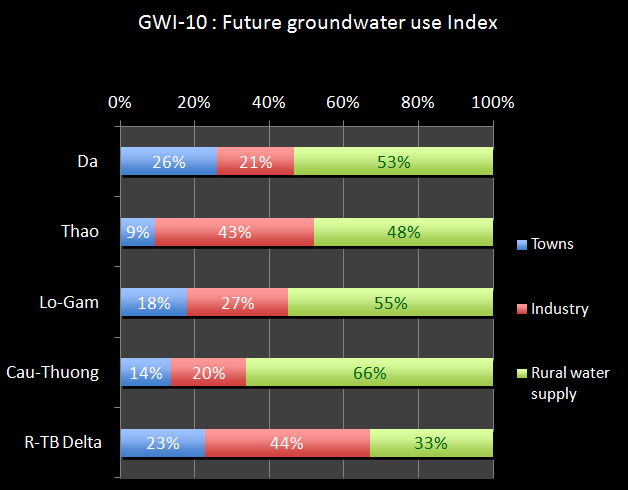 GWI-10 : Future groundwater use Index
0% 20% 40% 60% 80% 100%
Da 26% 21% 53%
Thao 9% 43% 48%
Towns
Lo-Gam 18% 27% 55%
Industry
Cau-Thuong 14% 20% 66%
Rural water
supply
R-TB Delta 23% 44% 33%